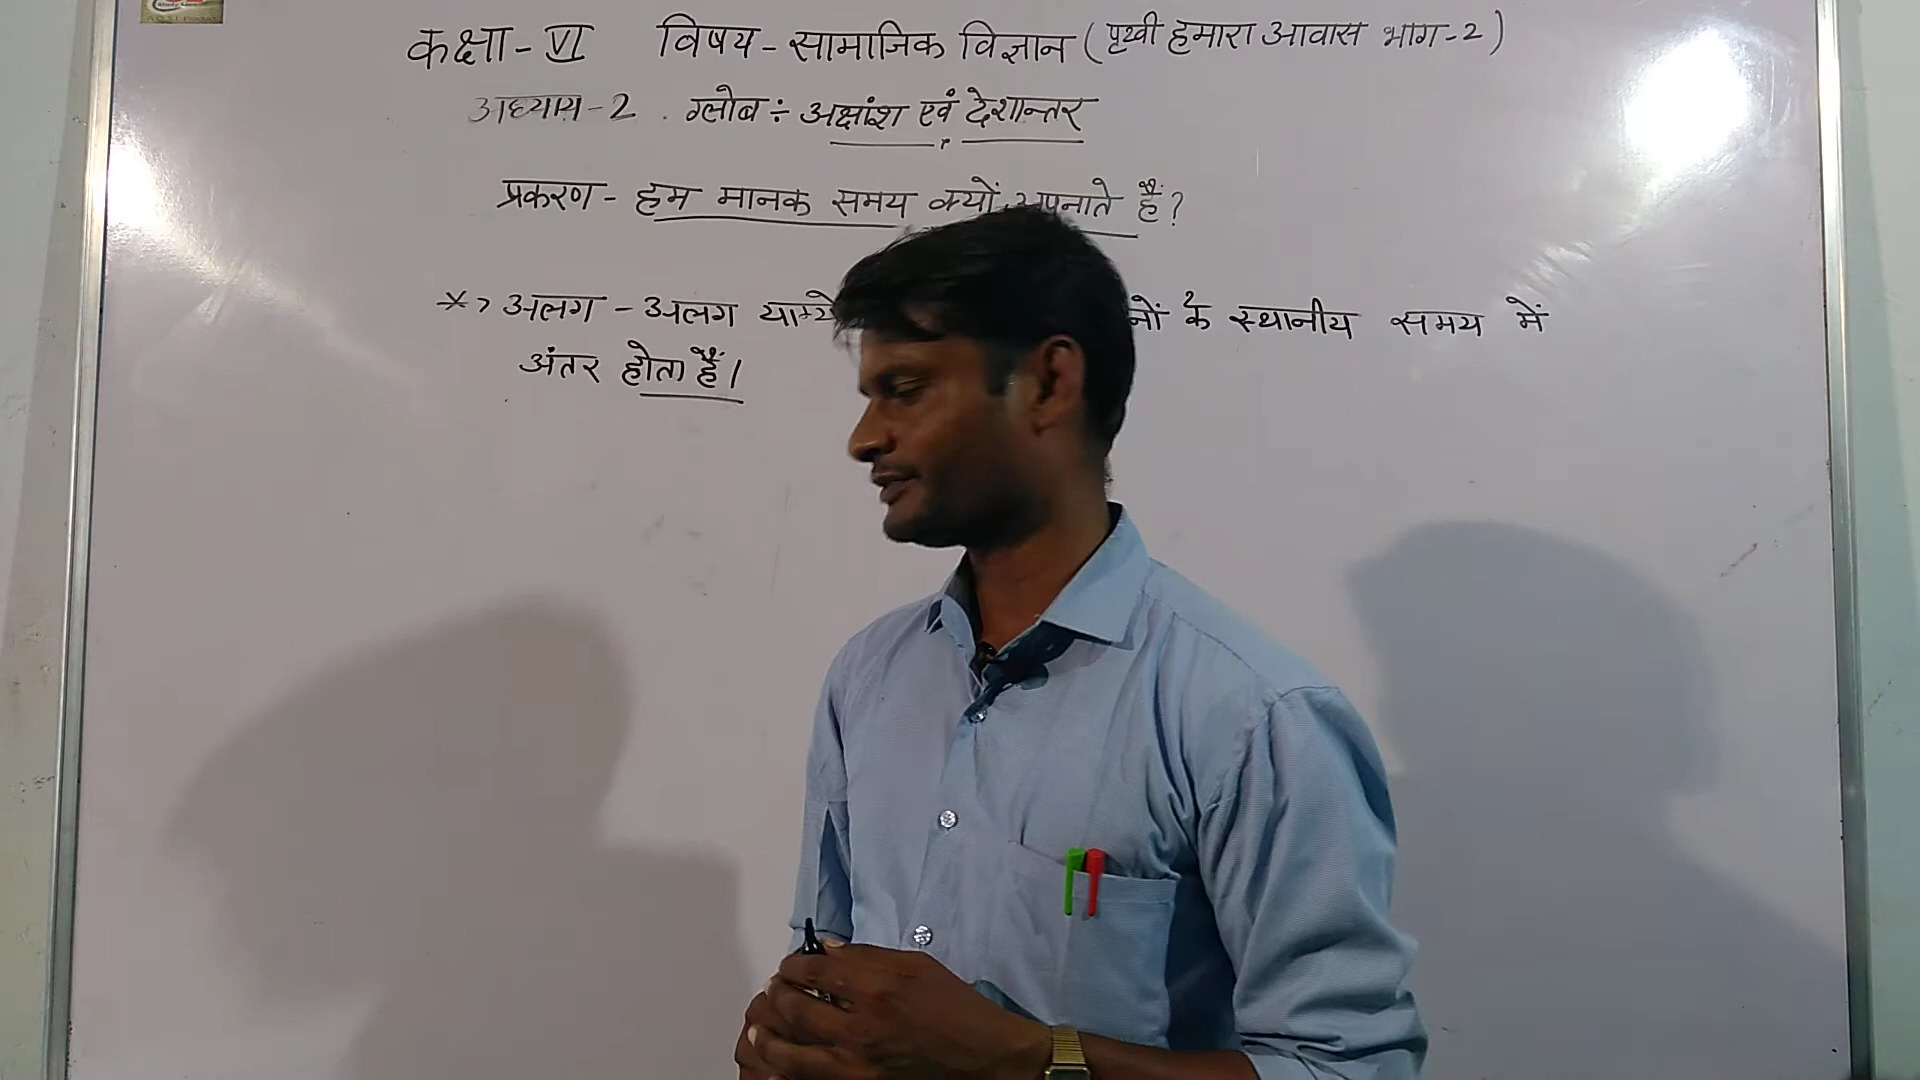 कक्षा - VI विषय - सामाजिक विज्ञान (पृथ्वी हमारा आवास भाग-2)
अध्याय-2. ग्लोब ÷ अक्षांश एवं देशान्तर
प्रकरण - हम मानक समय क्यों अपनाते हैं?
*> अलग - अलग के स्थानीय समय में
अंतर होता हैं।